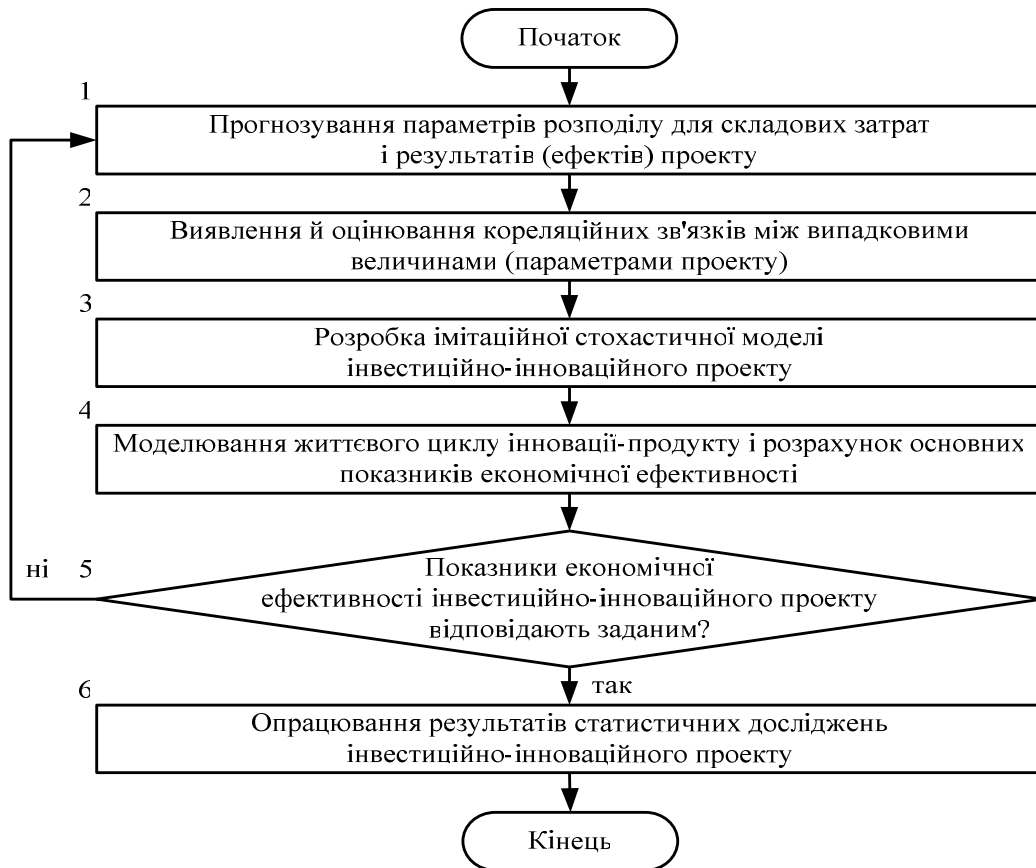 Початок
1
Прогнозування параметрів розподілу для складових затрат
і результатів (ефектів) проекту
2
Виявлення й оцінювання кореляційних зв'язків між випадковими
величинами (параметрами проекту)
3
Розробка імітаційної стохастичної моделі
інвестиційно-інноваційного проекту
4
Моделювання життєвого циклу інновації-продукту і розрахунок основних
показників економічної ефективності
ні 5
Показники економічної
ефективності інвестиційно-інноваційного проекту
відповідають заданим?
так
6
Опрацювання результатів статистичних досліджень
інвестиційно-інноваційного проекту
Кінець